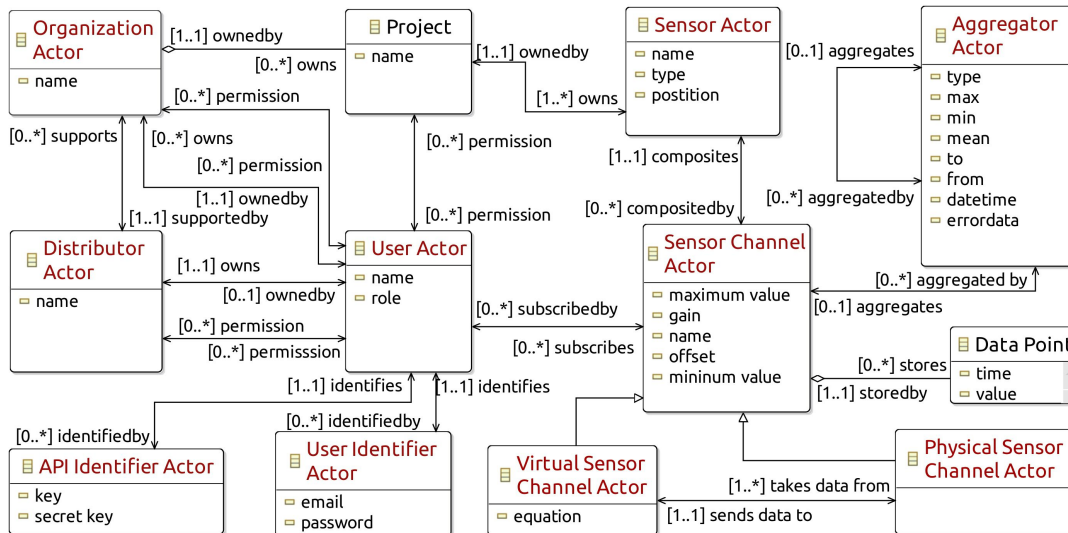 Organization
Actor
name
[1..1] ownedby
[0..*] owns
Project
name
[1..1] ownedby
[1..*] owns
Sensor Actor
name
type
postition
[0..1] aggregates
[0..*] aggregatedby
Aggregator
Actor
type
max
min
mean
to
from
datetime
errordata
[0..*] permission
[0..*] supports
[0..*] owns
[0..*] permission
[1..1] ownedby
[1..1] supportedby
[0..*] permission
[0..*] permission
[1..1] composites
[0..*] compositedby
Distributor
Actor
name
[1..1] owns
[0..1] ownedby
[0..*] permission
[0..*] permisssion
User Actor
name
role
[0..*] subscribedby
[0..*] subscribes
Sensor Channel
Actor
maximum value
gain
name
offset
mininum value
[0..*] aggregated by
[0..1] aggregates
[0..*] stores
[1..1] storedby
Data Point
time
value
[1..1] identifies
[1..1] identifies
[0..*] identifiedby
[0..*] identifiedby
API Identifier Actor
key
secret key
User Identifier
Actor
email
password
Virtual Sensor
Channel Actor
equation
[1..*] takes data from
[1..1] sends data to
Physical Sensor
Channel Actor